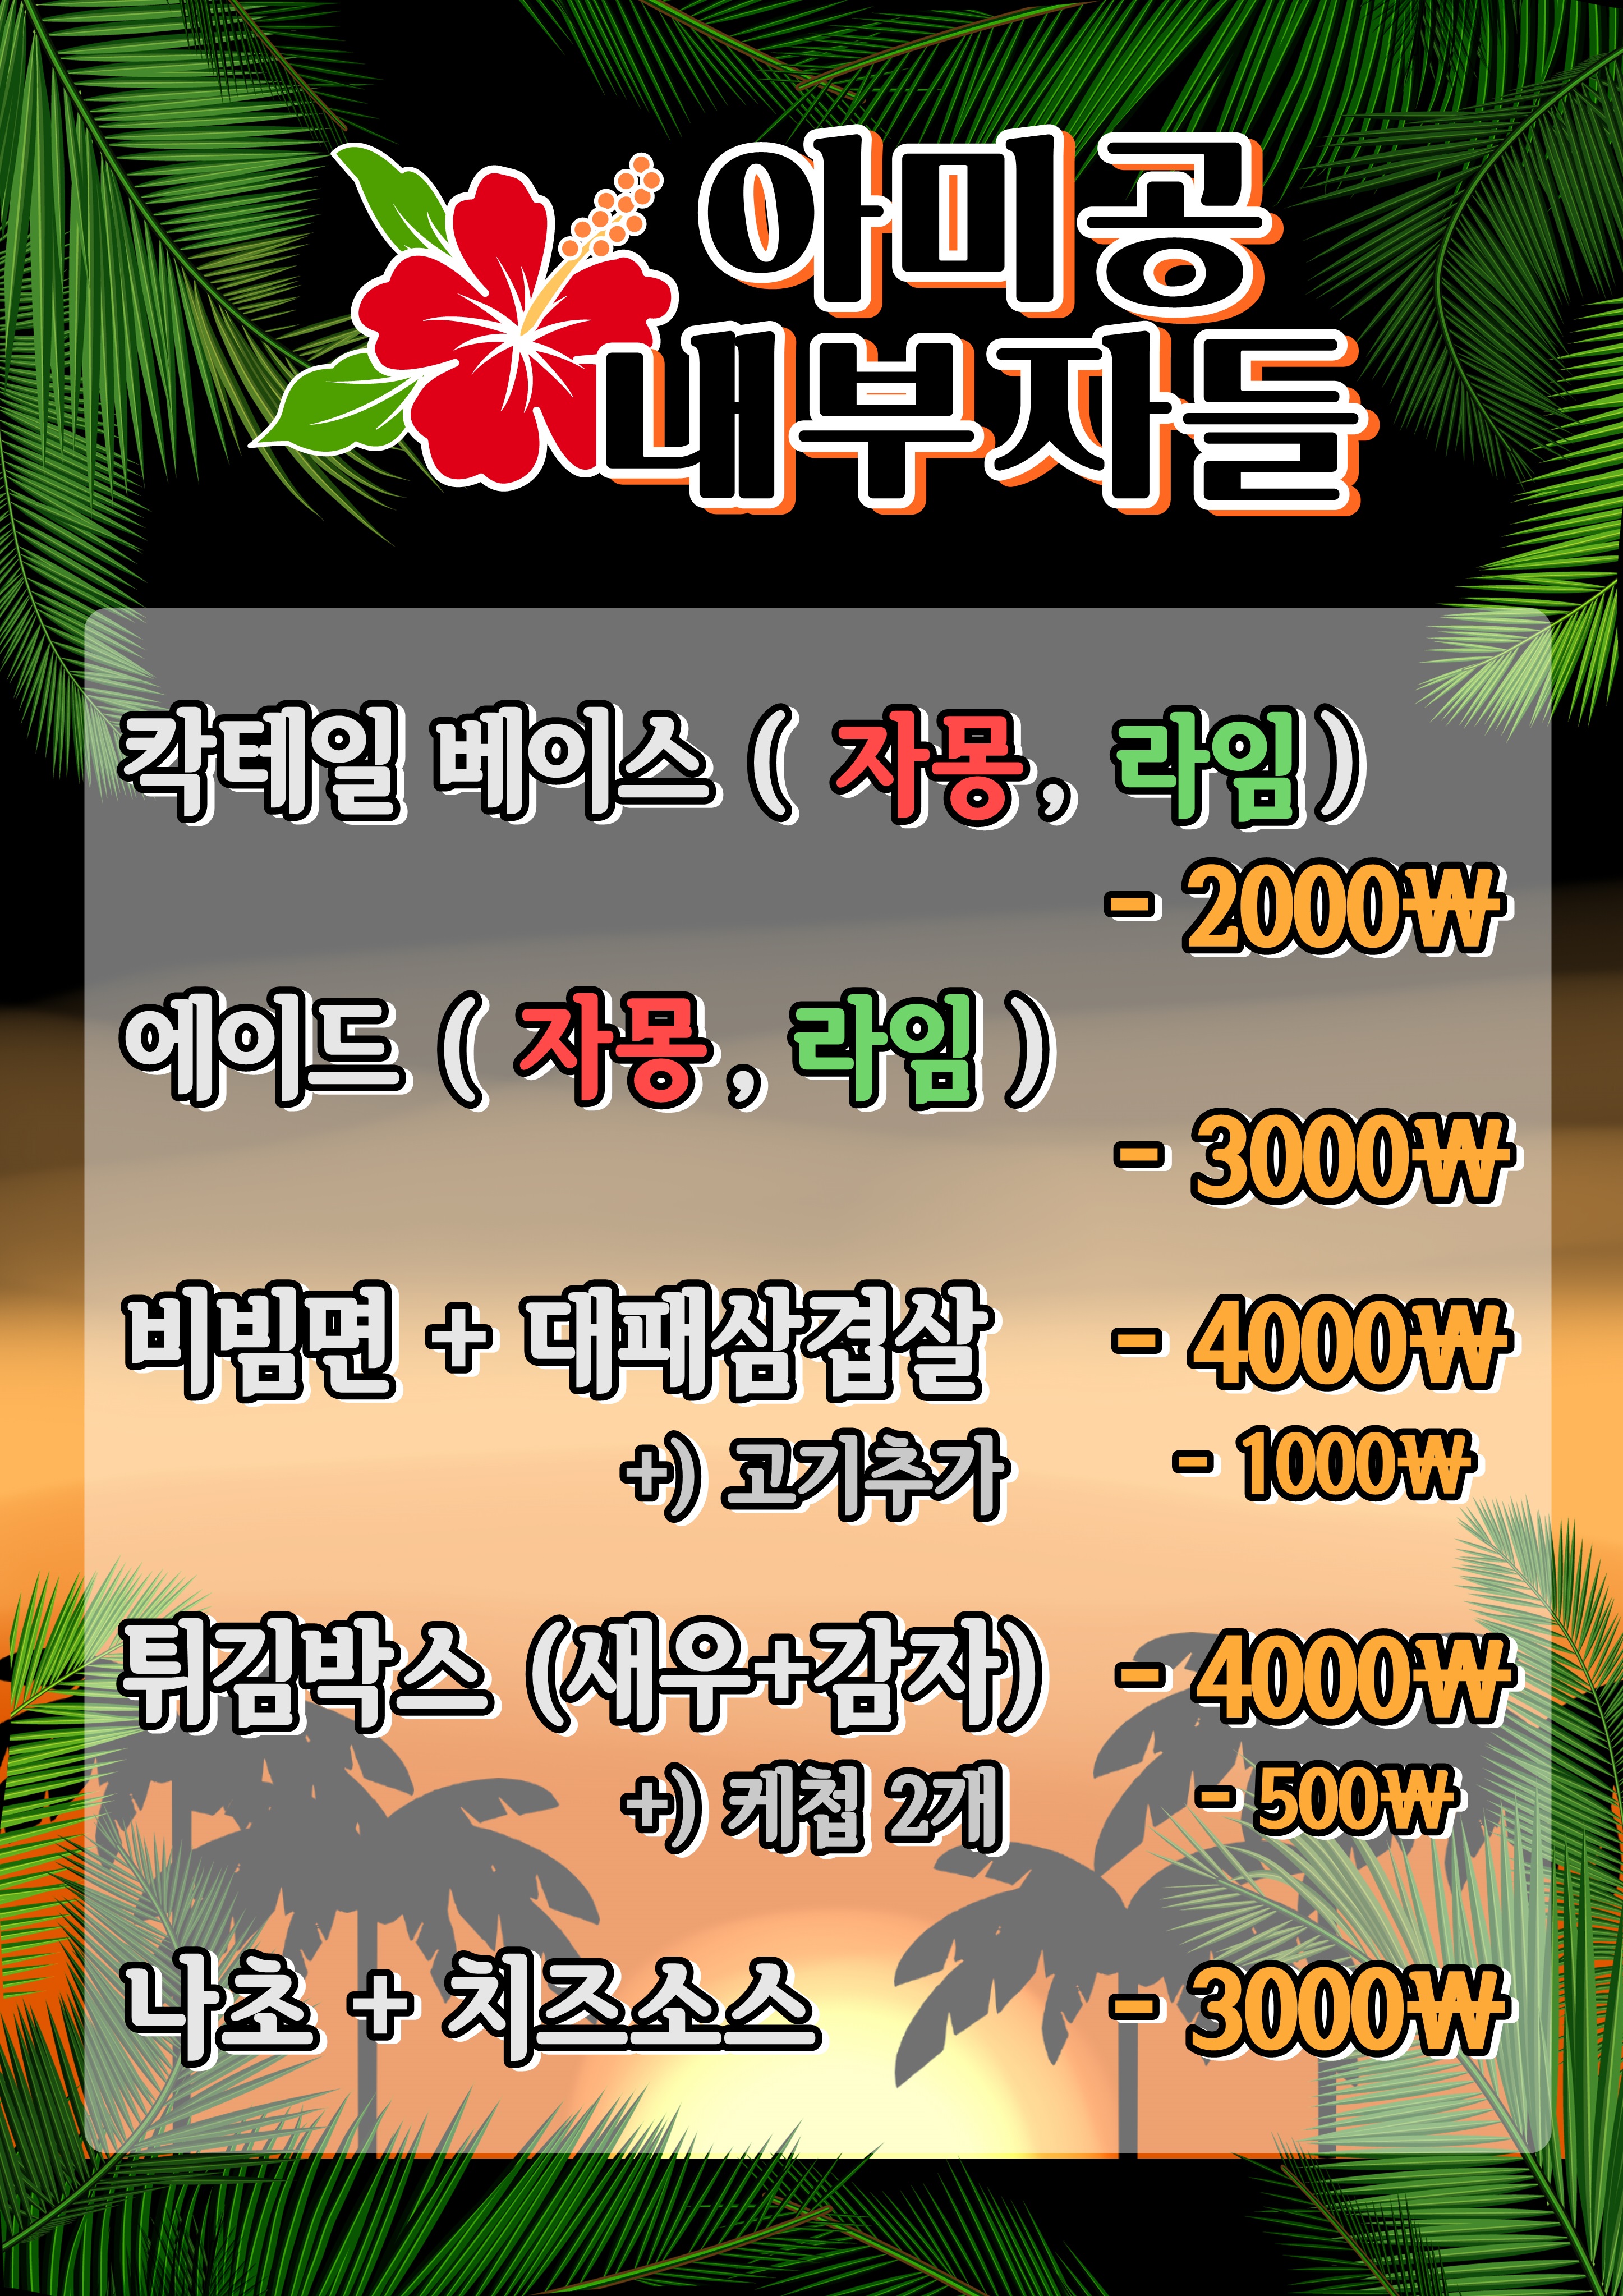 아미공
내부자들
칵테일 베이스 ( 자몽, 라임)
- 2000₩
에이드 ( 자몽, 라임 )
- 3000₩
비빔면 + 대패삼겹살 - 4000₩
+) 고기추가 - 1000₩
튀김박스 (새우+감자) - 4000₩
+) 케첩 2개 - 500₩
나초 + 치즈소스 - 3000₩